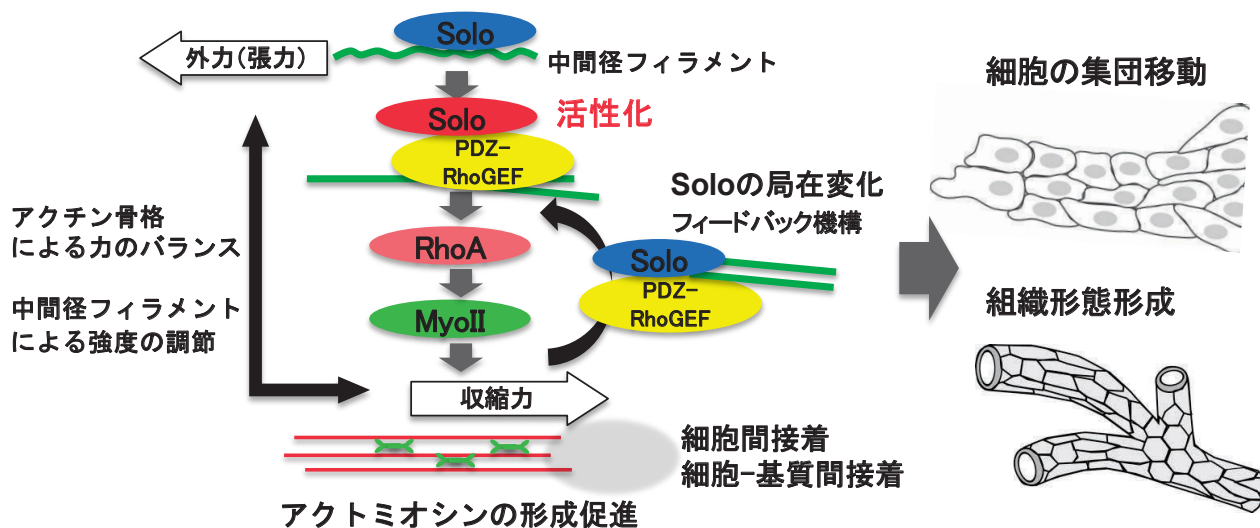 Solo
外力(張力)
中間径フィラメント
Solo
活性化
PDZ-
RhoGEF
Soloの局在変化
フィードバック機構
アクチン骨格
による力のバランス
RhoA
Solo
PDZ-
RhoGEF
中間径フィラメント
による強度の調節
MyoII
収縮力
細胞間接着
細胞-基質間接着
アクトミオシンの形成促進
細胞の集団移動
組織形態形成